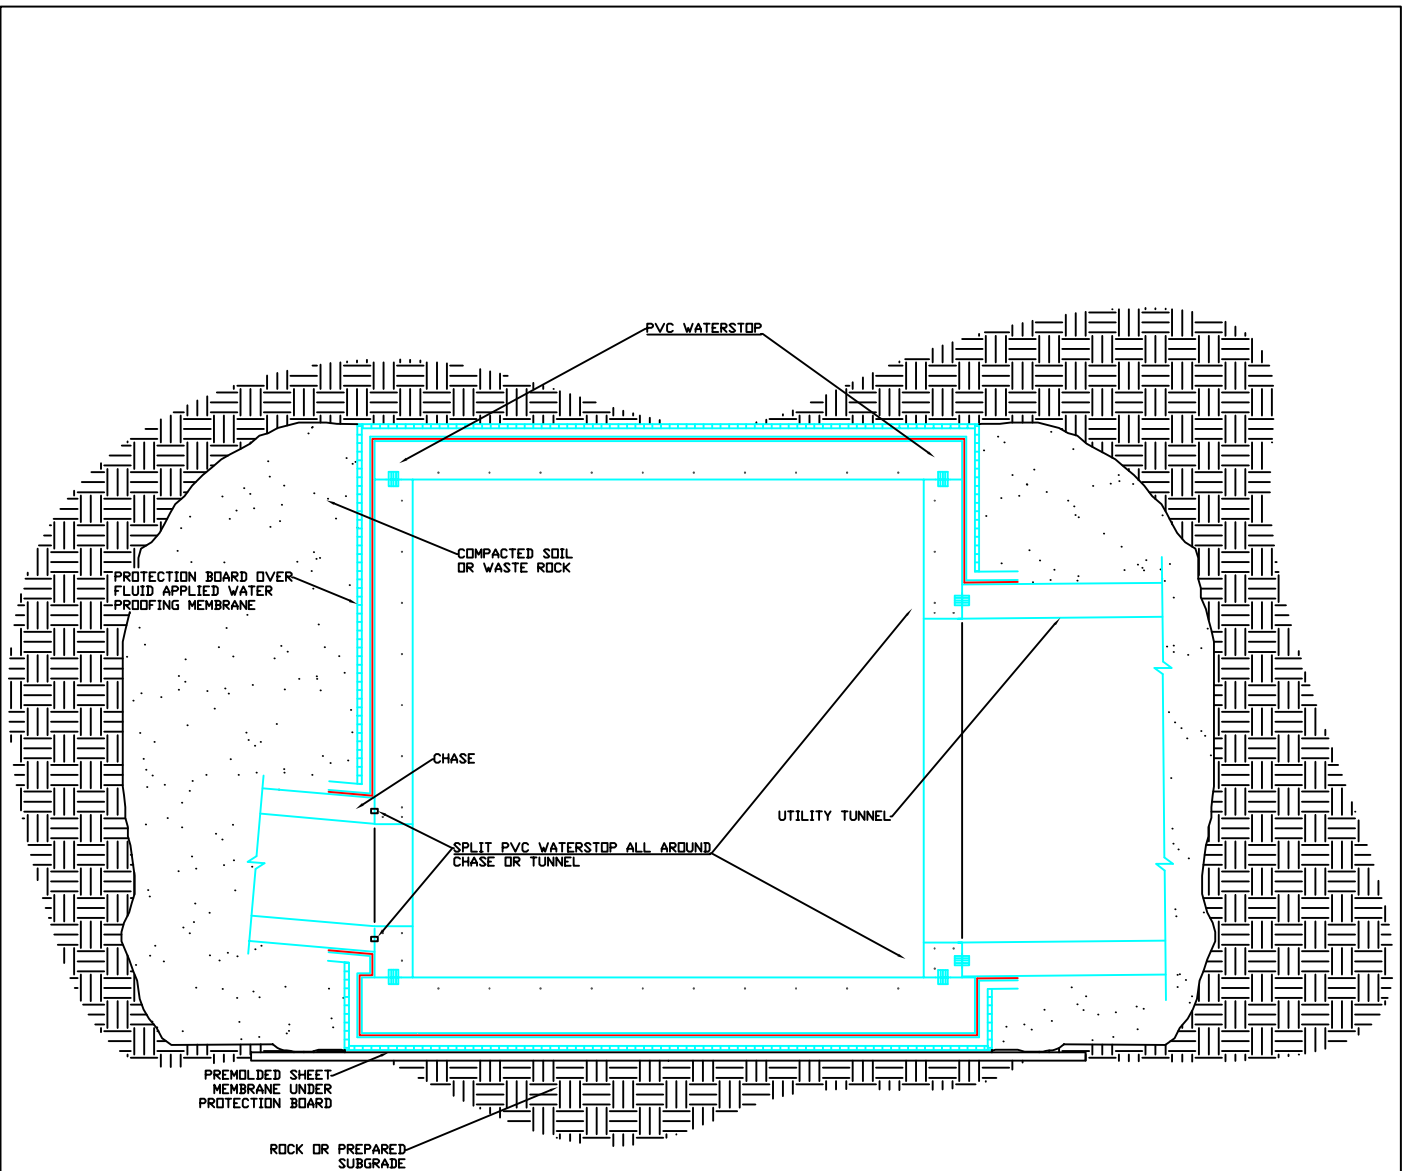 PVC WATERSTOP
COMPACTED SOIL
OR WASTE ROCK
PROTECTION BOARD OVER
FLUID APPLIED WATER
PROOFING MEMBRANE
CHASE
UTILITY TUNNEL
SPLIT PVC WATERSTOP ALL AROUND
CHASE OR TUNNEL
PREMOLDED SHEET
MEMBRANE UNDER
PROTECTION BOARD
ROCK OR PREPARED
SUBGRADE